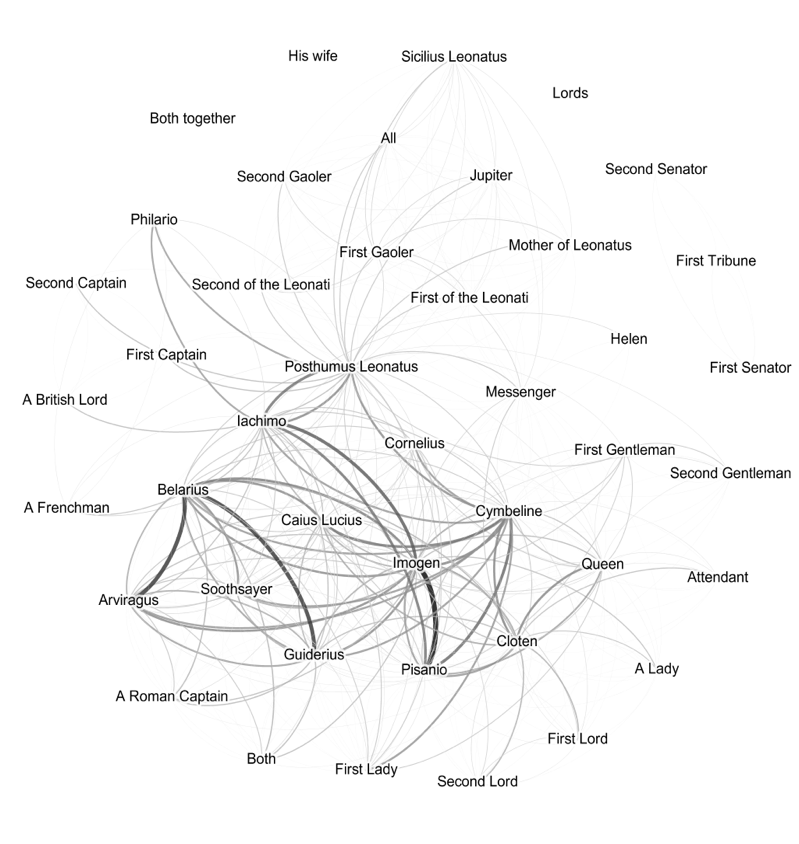 His wife
Sicilius Leonatus
Lords
Both together
All
Second Senator
Second Gaoler
Jupiter
Philario
First Gaoler
Mother of Leonatus
First Tribune
Second Captain
Second of the Leonati
First of the Leonati
Helen
First Captain
Posthumus Leonatus
First Senator
Messenger
A British Lord
Iachimo
Cornelius
First Gentleman
Second Gentleman
Belarius
A Frenchman
Caius Lucius
Cymbeline
Imogen
Queen
Attendant
Soothsayer
Arviragus
Cloten
Guiderius
Pisanio
A Lady
A Roman Captain
First Lord
Both
First Lady
Second Lord